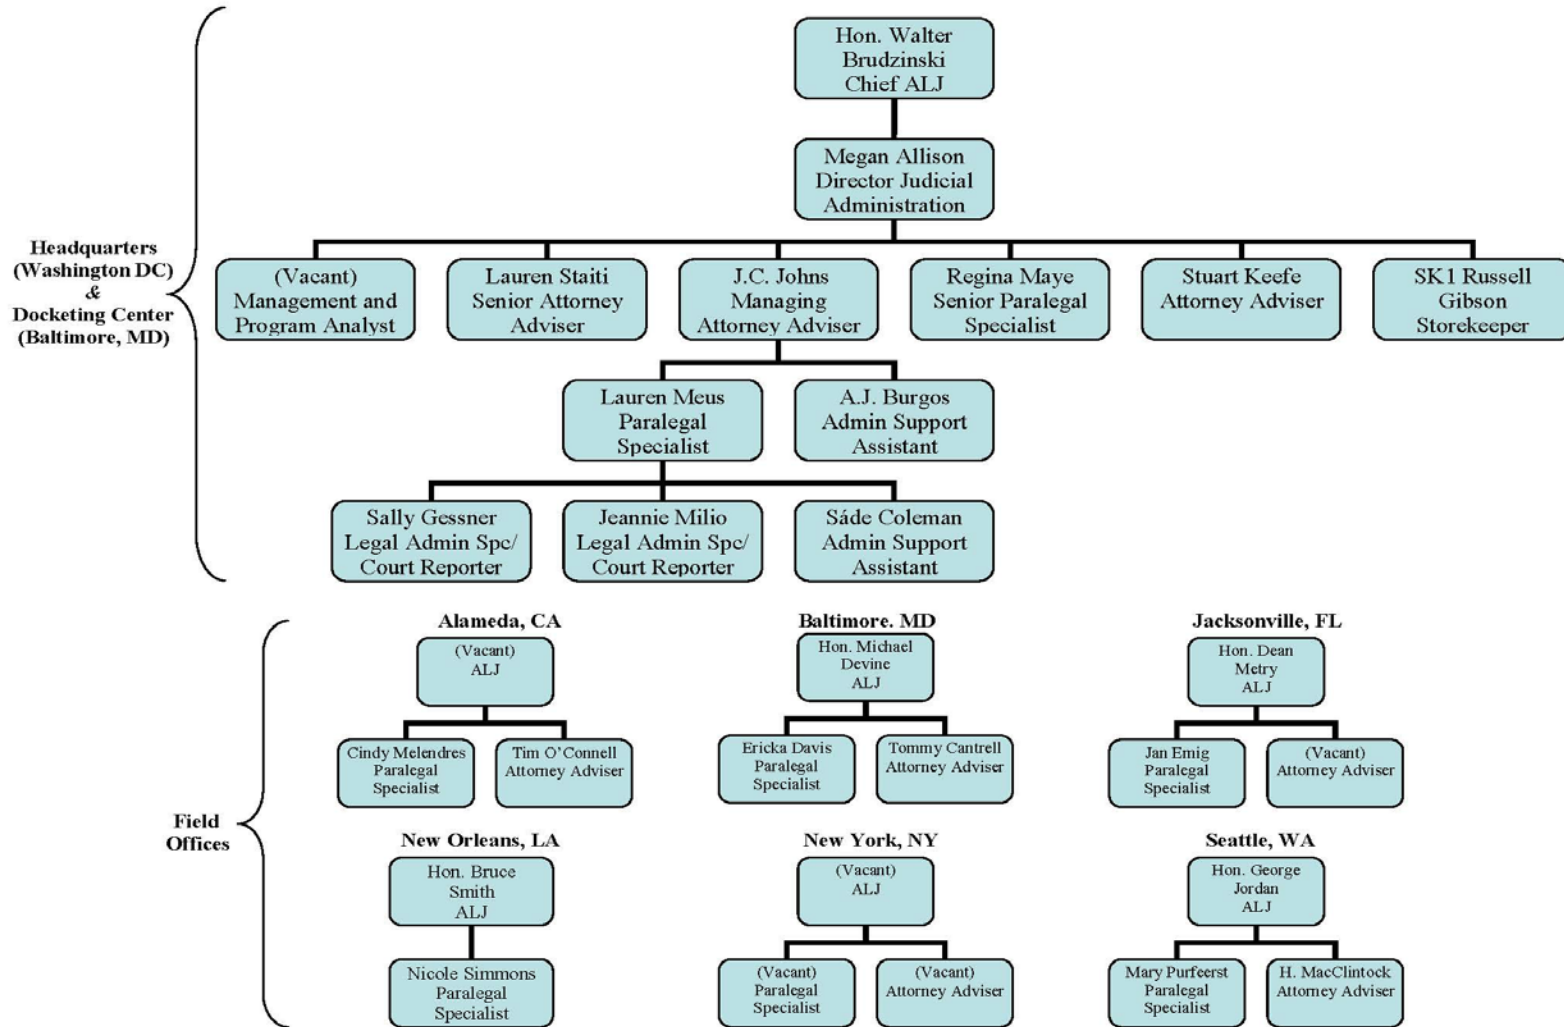 Hon. Walter
Brudzinski
Chief ALJ
Megan Allison
Director Judicial
Administration
Headquarters
(Washington DC)
&
Docketing Center
(Baltimore, MD)
(Vacant)
Management and
Program Analyst
Lauren Staiti
Senior Attorney
Adviser
J.C. Johns
Managing
Attorney Adviser
Regina Maye
Senior Paralegal
Specialist
Stuart Keefe
Attorney Adviser
SK1 Russell
Gibson
Storekeeper
Lauren Meus
Paralegal
Specialist
A.J. Burgos
Admin Support
Assistant
Sally Gessner
Legal Admin Spc/
Court Reporter
Jeannie Milio
Legal Admin Spc/
Court Reporter
Sáde Coleman
Admin Support
Assistant
Field
Offices
Alameda, CA
(Vacant)
ALJ
Cindy Melendres
Paralegal
Specialist
Tim O’Connell
Attorney Adviser
Baltimore. MD
Hon. Michael
Devine
ALJ
Ericka Davis
Paralegal
Specialist
Tommy Cantrell
Attorney Adviser
Jacksonville, FL
Hon. Dean
Metry
ALJ
Jan Emig
Paralegal
Specialist
(Vacant)
Attorney Adviser
New Orleans, LA
Hon. Bruce
Smith
ALJ
Nicole Simmons
Paralegal
Specialist
New York, NY
(Vacant)
ALJ
(Vacant)
Paralegal
Specialist
(Vacant)
Attorney Adviser
Seattle, WA
Hon. George
Jordan
ALJ
Mary Purfeerst
Paralegal
Specialist
H. MacClintock
Attorney Adviser